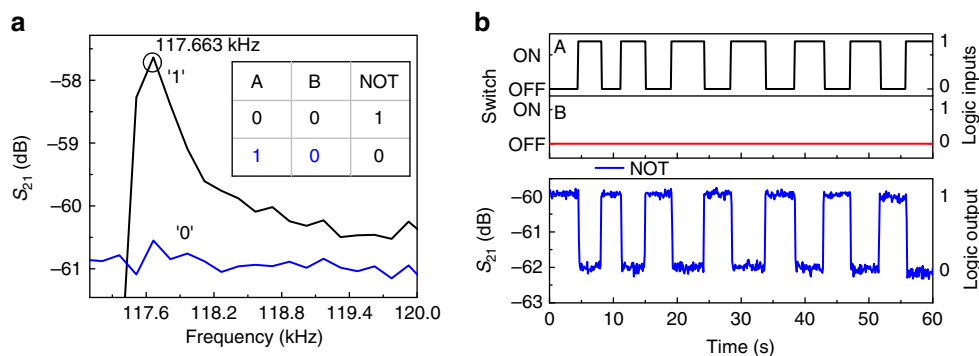 a
117.663 kHz
'1'
'0'
A B NOT
0 0 1
1 0 0
–58
–59
–60
–61
S21 (dB)
117.6 118.2 118.8 119.4 120.0
Frequency (kHz)
b
A
ON
OFF
B
ON
OFF
Switch
1
0
1
0
Logic inputs
NOT
–60
–61
–62
–63
S21 (dB)
1
0
Logic output
0 10 20 30 40 50 60
Time (s)